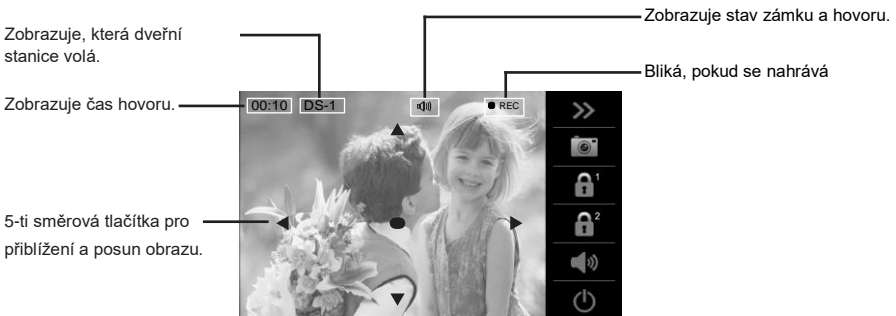 Zobrazuje stav zámku a hovoru.
Zobrazuje, která dveřní
stanice volá.
Bliká, pokud se nahrává
Zobrazuje čas hovoru.
00:10 DS-1 REC
1
2
5-ti směrová tlačítka pro
přiblížení a posun obrazu.